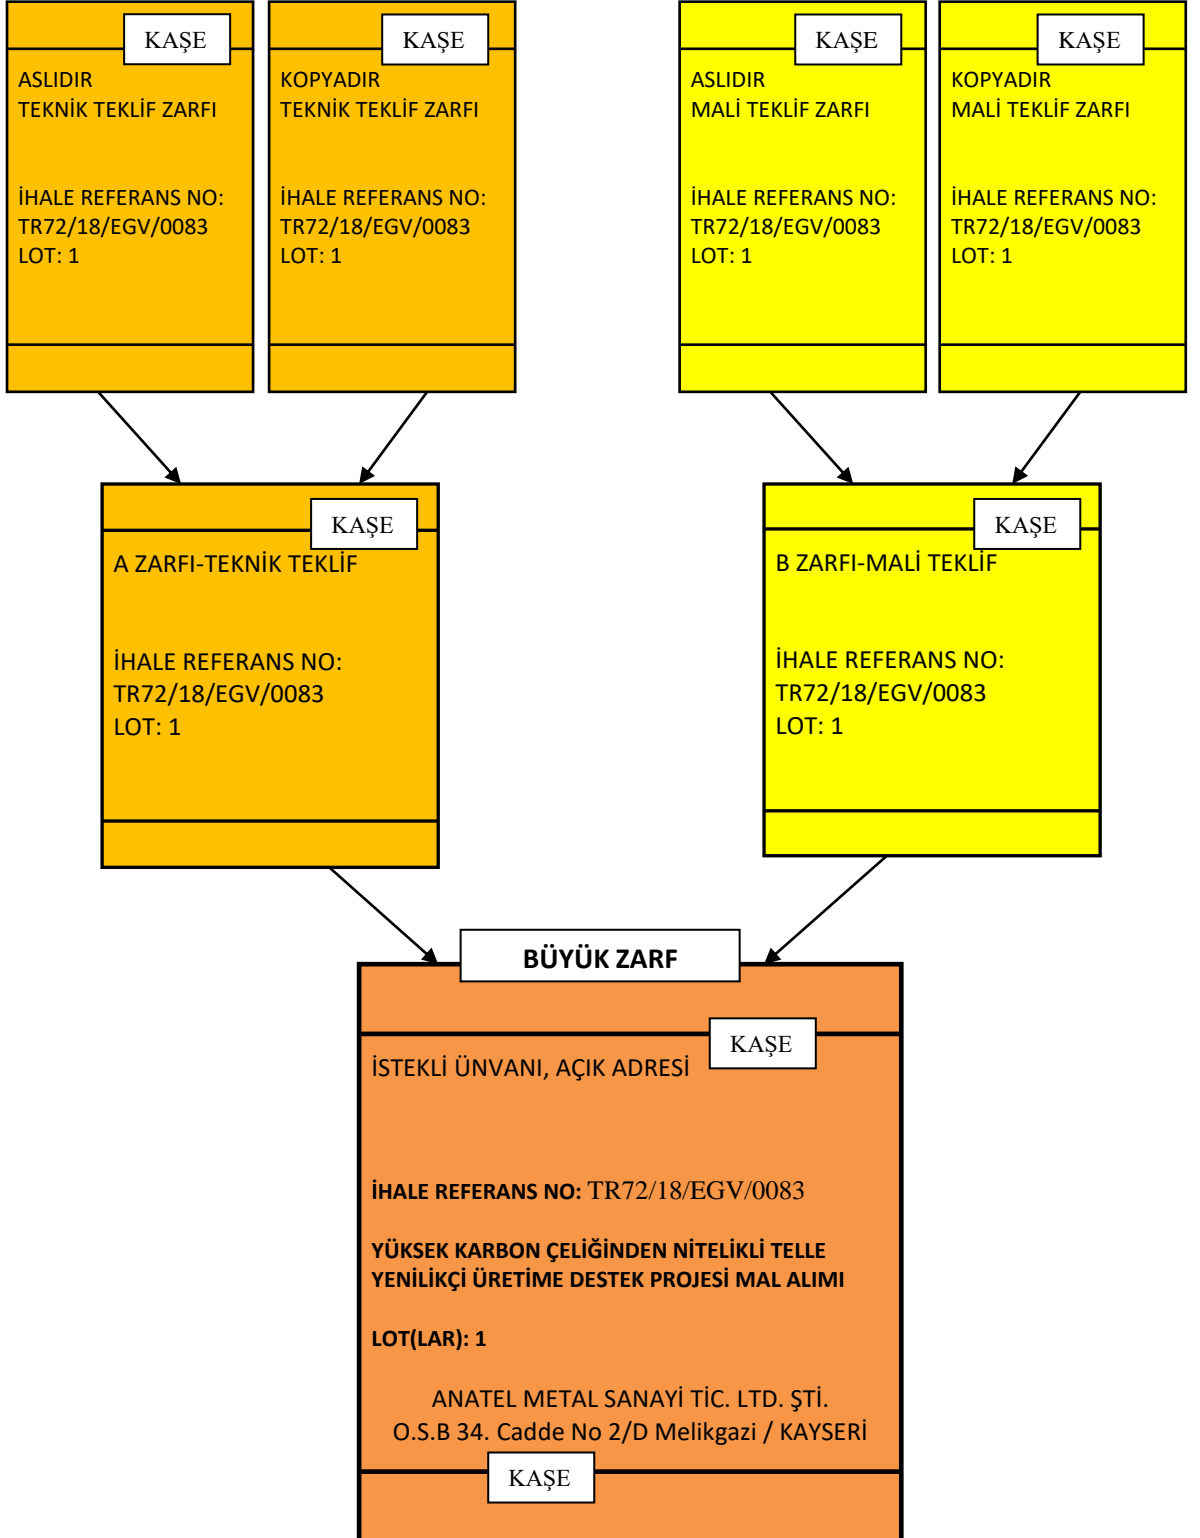 KAŞE
ASLIDIR
TEKNİK TEKLİF ZARFI
İHALE REFERANS NO:
TR72/18/EGV/0083
LOT: 1
KAŞE
KOPYADIR
TEKNİK TEKLİF ZARFI
İHALE REFERANS NO:
TR72/18/EGV/0083
LOT: 1
KAŞE
ASLIDIR
MALİ TEKLİF ZARFI
İHALE REFERANS NO:
TR72/18/EGV/0083
LOT: 1
KAŞE
KOPYADIR
MALİ TEKLİF ZARFI
İHALE REFERANS NO:
TR72/18/EGV/0083
LOT: 1
KAŞE
A ZARFI-TEKNİK TEKLİF
İHALE REFERANS NO:
TR72/18/EGV/0083
LOT: 1
KAŞE
B ZARFI-MALİ TEKLİF
İHALE REFERANS NO:
TR72/18/EGV/0083
LOT: 1
BÜYÜK ZARF
KAŞE
İSTEKLİ ÜNVANI, AÇIK ADRESİ
İHALE REFERANS NO: TR72/18/EGV/0083
YÜKSEK KARBON ÇELİĞİNDEN NİTELİKLİ TELLE
YENİLİKÇİ ÜRETİME DESTEK PROJESİ MAL ALIMI
LOT(LAR): 1
ANATEL METAL SANAYİ TİC. LTD. ŞTİ.
O.S.B 34. Cadde No 2/D Melikgazi / KAYSERİ
KAŞE